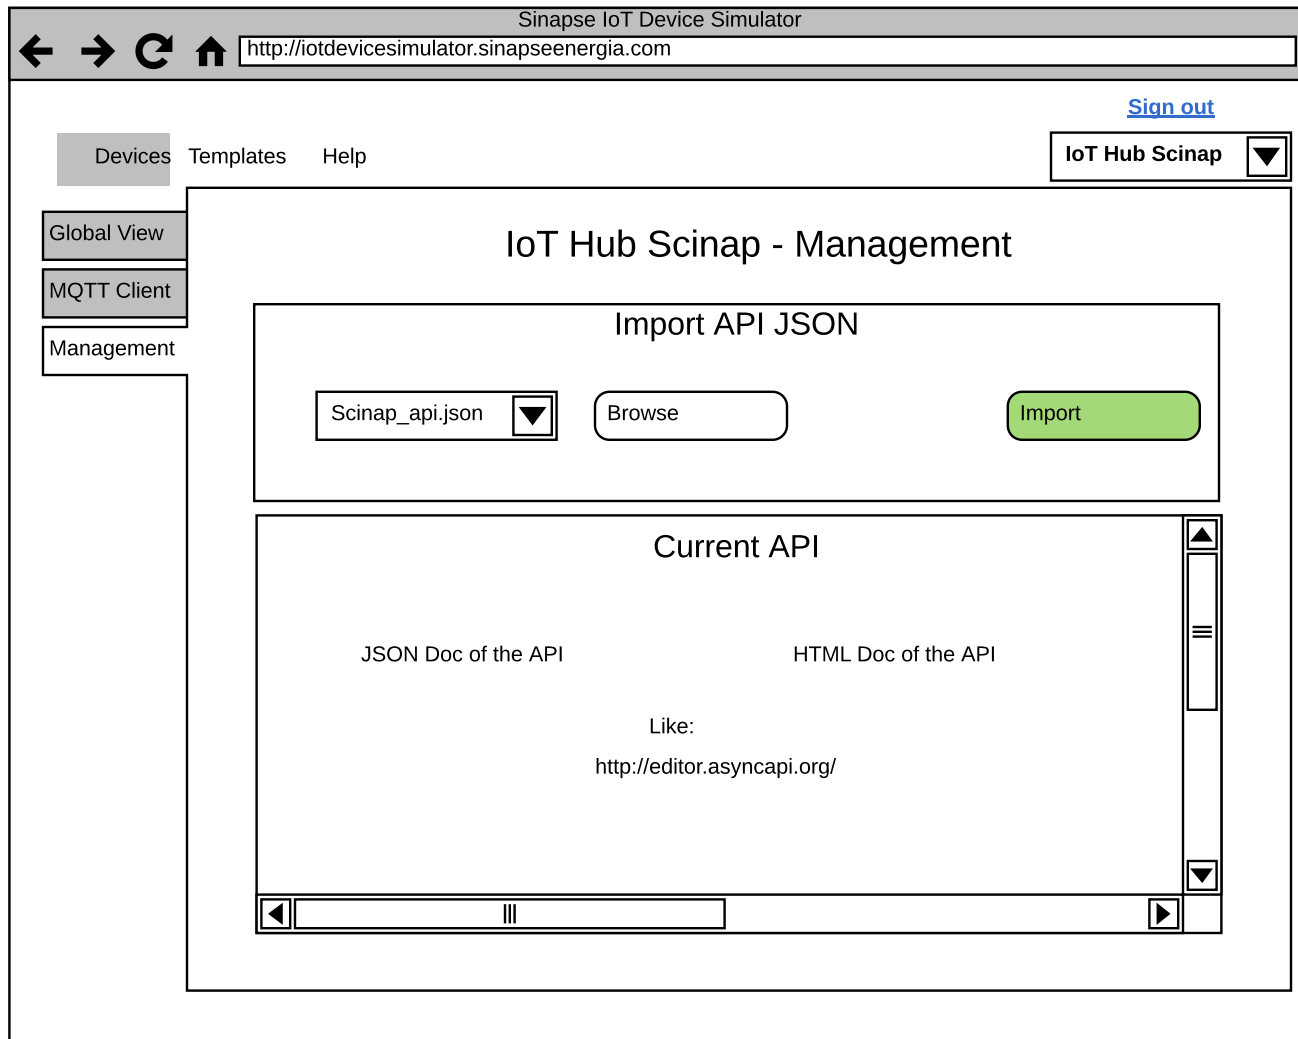 Sinapse IoT Device Simulator
http://iotdevicesimulator.sinapseenergia.com
Sign out
Devices Templates Help
IoT Hub Scinap
Global View
MQTT Client
Management
IoT Hub Scinap - Management
Import API JSON
Scinap_api.json Browse Import
Current API
JSON Doc of the API HTML Doc of the API
Like:
http://editor.asyncapi.org/